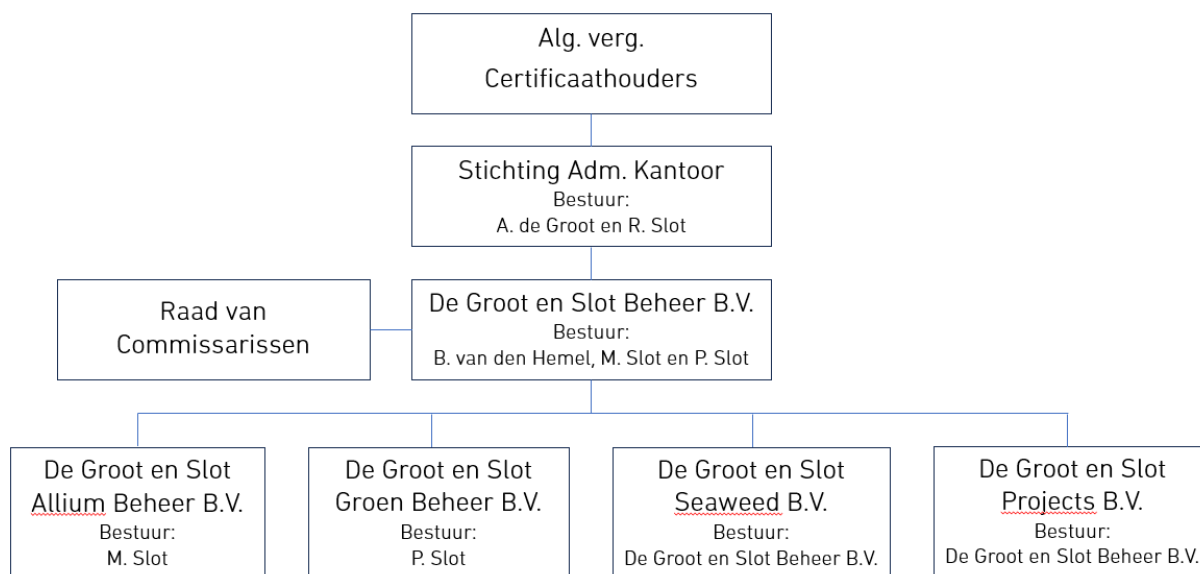 Alg. verg.
Certificaathouders
Stichting Adm. Kantoor
Bestuur:
A. de Groot en R. Slot
Raad van
Commissarissen
De Groot en Slot Beheer B.V.
Bestuur:
B. van den Hemel, M. Slot en P. Slot
De Groot en Slot
Allium Beheer B.V.
Bestuur:
M. Slot
De Groot en Slot
Groen Beheer B.V.
Bestuur:
P. Slot
De Groot en Slot
Seaweed B.V.
Bestuur:
De Groot en Slot Beheer B.V.
De Groot en Slot
Projects B.V.
Bestuur:
De Groot en Slot Beheer B.V.